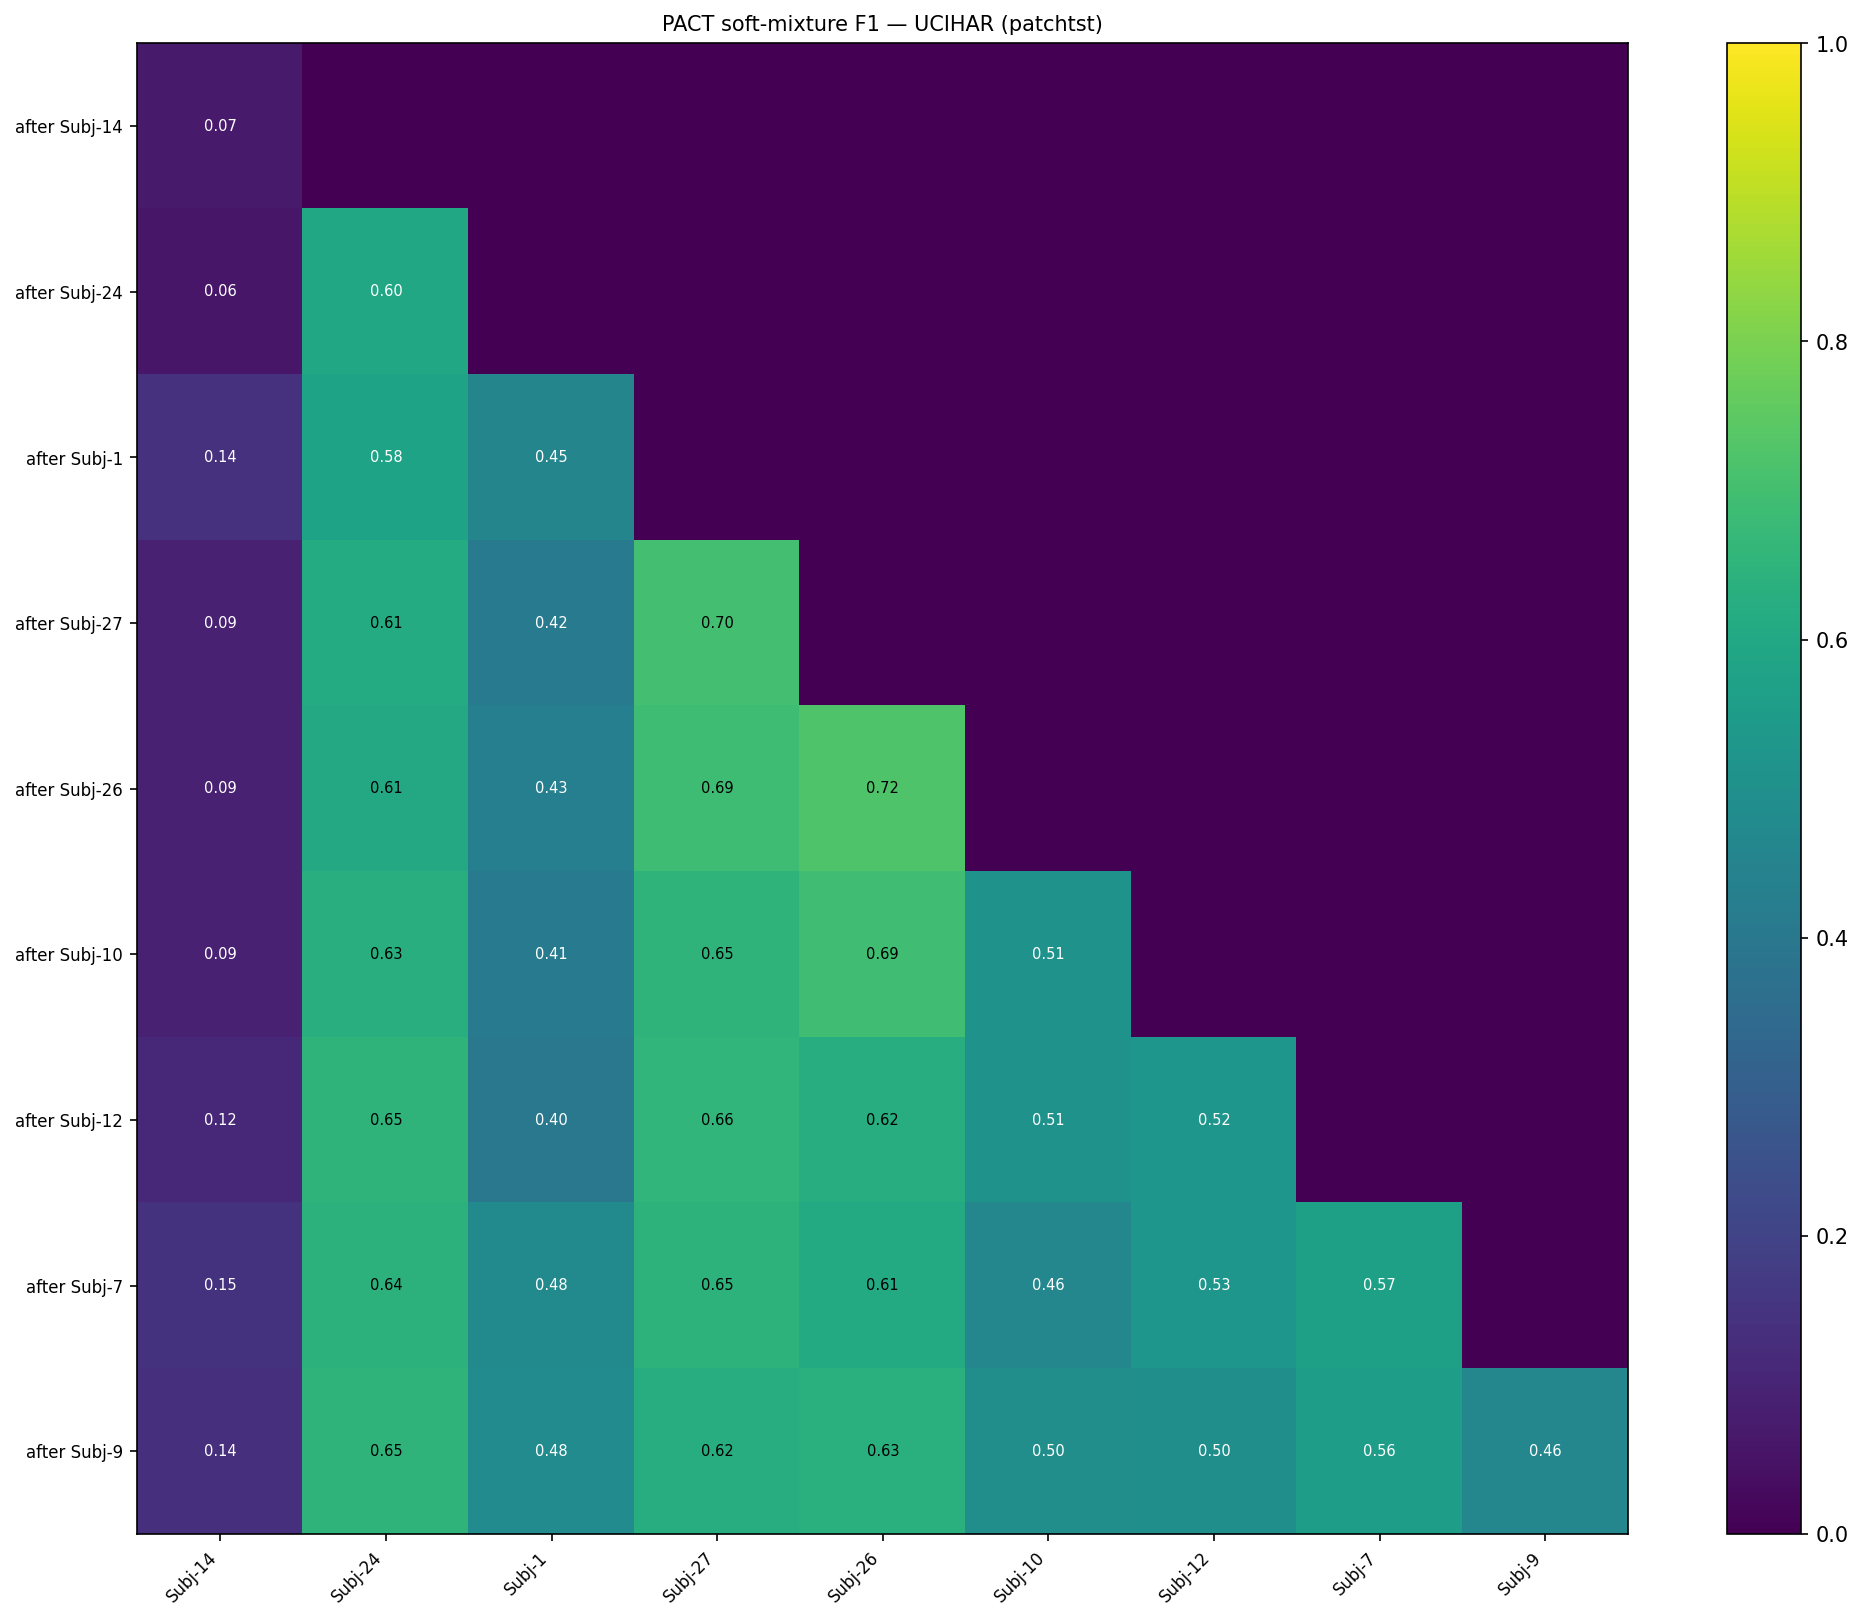 PACT soft-mixture F1 — UCIHAR (patchtst)
1.0
after Subj-14 0.07
0.8
after Subj-24 0.06 0.60
after Subj-1 0.14 0.58 0.45
after Subj-27 0.09 0.61 0.42 0.70
0.6
after Subj-26 0.09 0.61 0.43 0.69 0.72
0.4
after Subj-10 0.09 0.63 0.41 0.65 0.69 0.51
after Subj-12 0.12 0.65 0.40 0.66 0.62 0.51 0.52
0.2
after Subj-7 0.15 0.64 0.48 0.65 0.61 0.46 0.53 0.57
after Subj-9 0.14 0.65 0.48 0.62 0.63 0.50 0.50 0.56 0.46
0.0
Subj-14 Subj-24 Subj-1 Subj-27 Subj-26 Subj-10 Subj-12 Subj-7 Subj-9